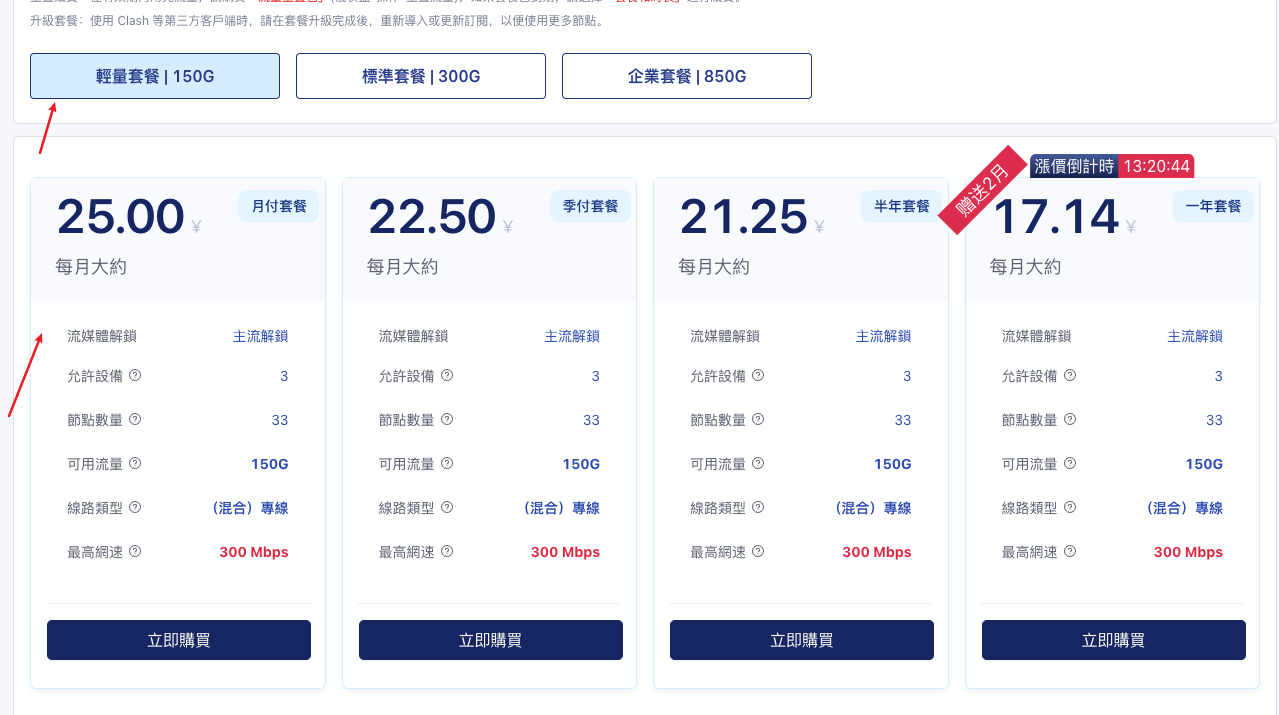 升級套餐：使用 Clash 等第三方客戶端時，請在套餐升級完成後，重新導入或更新訂閱，以便使用更多節點。
輕量套餐 | 150G
標準套餐 | 300G
企業套餐 | 850G
漲價倒計時 13:20:44
赠送2月
25.00 ¥
月付套餐
每月大約
流媒體解鎖 主流解鎖
允許設備 3
節點數量 33
可用流量 150G
線路類型 （混合）專線
最高網速 300 Mbps
立即購買
22.50 ¥
季付套餐
每月大約
流媒體解鎖 主流解鎖
允許設備 3
節點數量 33
可用流量 150G
線路類型 （混合）專線
最高網速 300 Mbps
立即購買
21.25 ¥
半年套餐
每月大約
流媒體解鎖 主流解鎖
允許設備 3
節點數量 33
可用流量 150G
線路類型 （混合）專線
最高網速 300 Mbps
立即購買
17.14 ¥
一年套餐
每月大約
流媒體解鎖 主流解鎖
允許設備 3
節點數量 33
可用流量 150G
線路類型 （混合）專線
最高網速 300 Mbps
立即購買